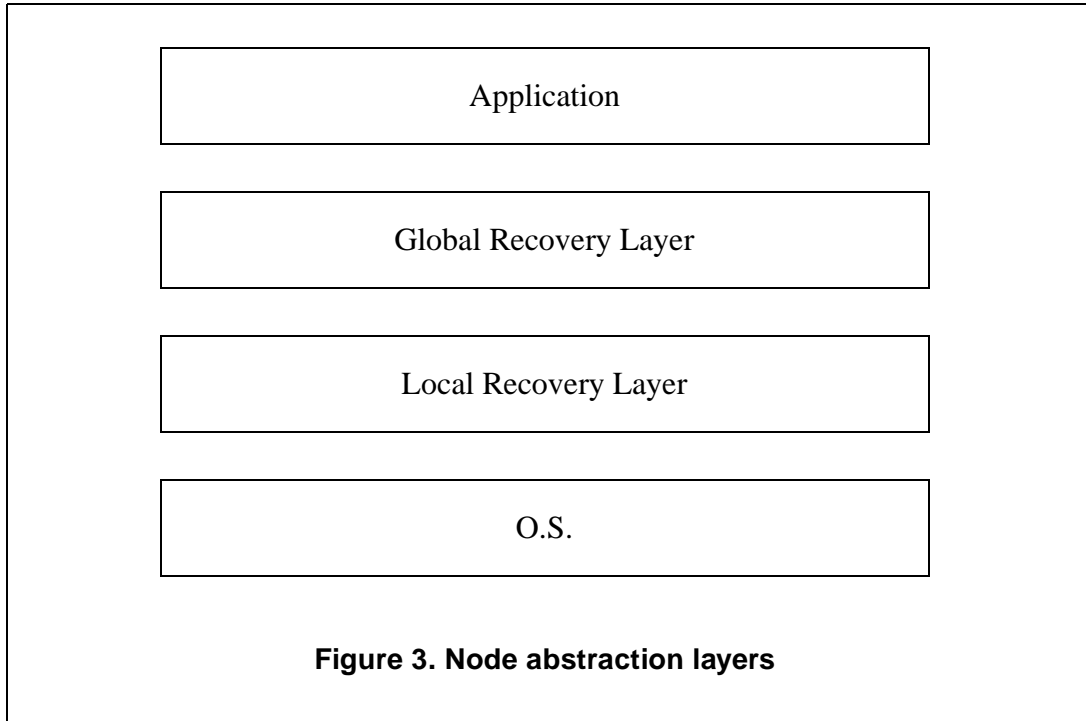 Application
Global Recovery Layer
Local Recovery Layer
O.S.
Figure 3. Node abstraction layers